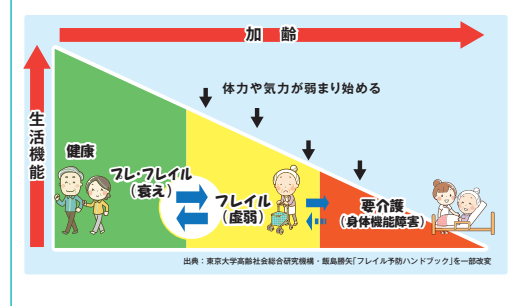 加齢
生活機能
体力や気力が弱まり始める
健康
プレ・フレイル
（衰え）
フレイル
（虚弱）
要介護
（身体機能障害）
出典：東京大学高齢社会総合研究機構・飯島勝矢「フレイル予防ハンドブック」を一部改変